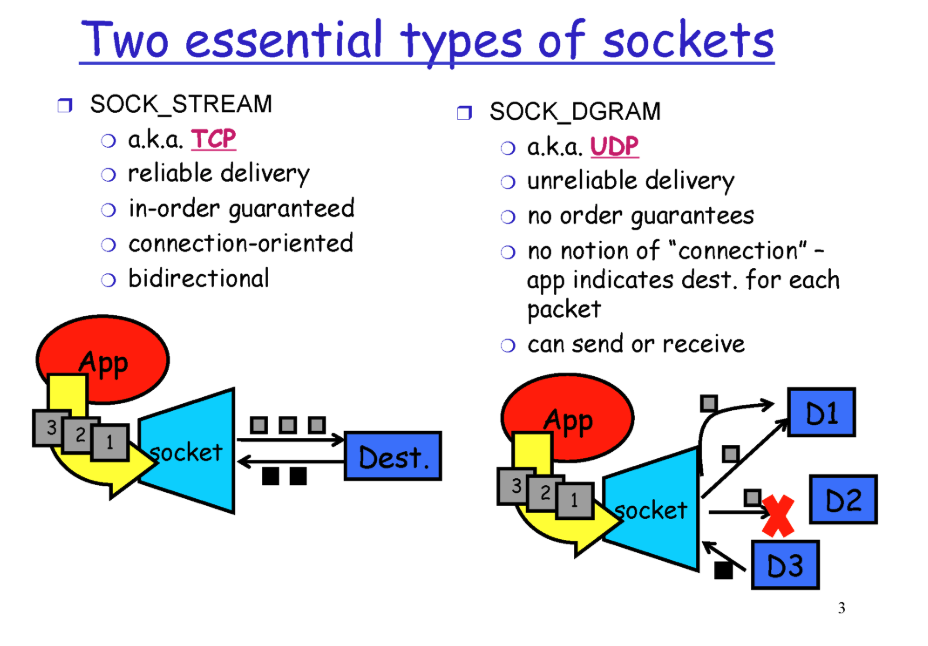 Two essential types of sockets
SOCK_STREAM
a.k.a. TCP
reliable delivery
in-order guaranteed
connection-oriented
bidirectional
App
3 2 1
socket
Dest.
SOCK_DGRAM
a.k.a. UDP
unreliable delivery
no order guarantees
no notion of “connection” –
app indicates dest. for each
packet
can send or receive
App
3 2 1
socket
D1
D2
D3
3